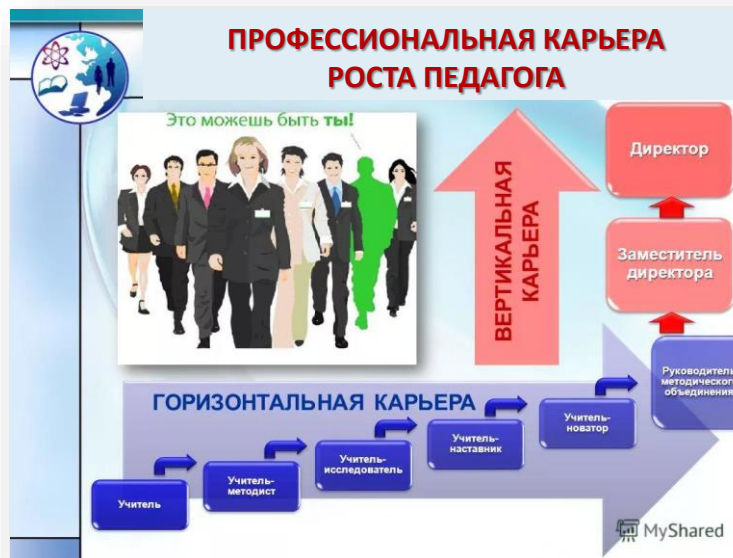 ПРОФЕССИОНАЛЬНАЯ КАРЬЕРА
РОСТА ПЕДАГОГА
Это можешь быть ты!
ВЕРТИКАЛЬНАЯ
КАРЬЕРА
Директор
Заместитель
директора
Руководитель
методического
объединения
ГОРИЗОНТАЛЬНАЯ КАРЬЕРА
Учитель
Учитель-
методист
Учитель-
исследователь
Учитель-
наставник
Учитель-
новатор
MyShared